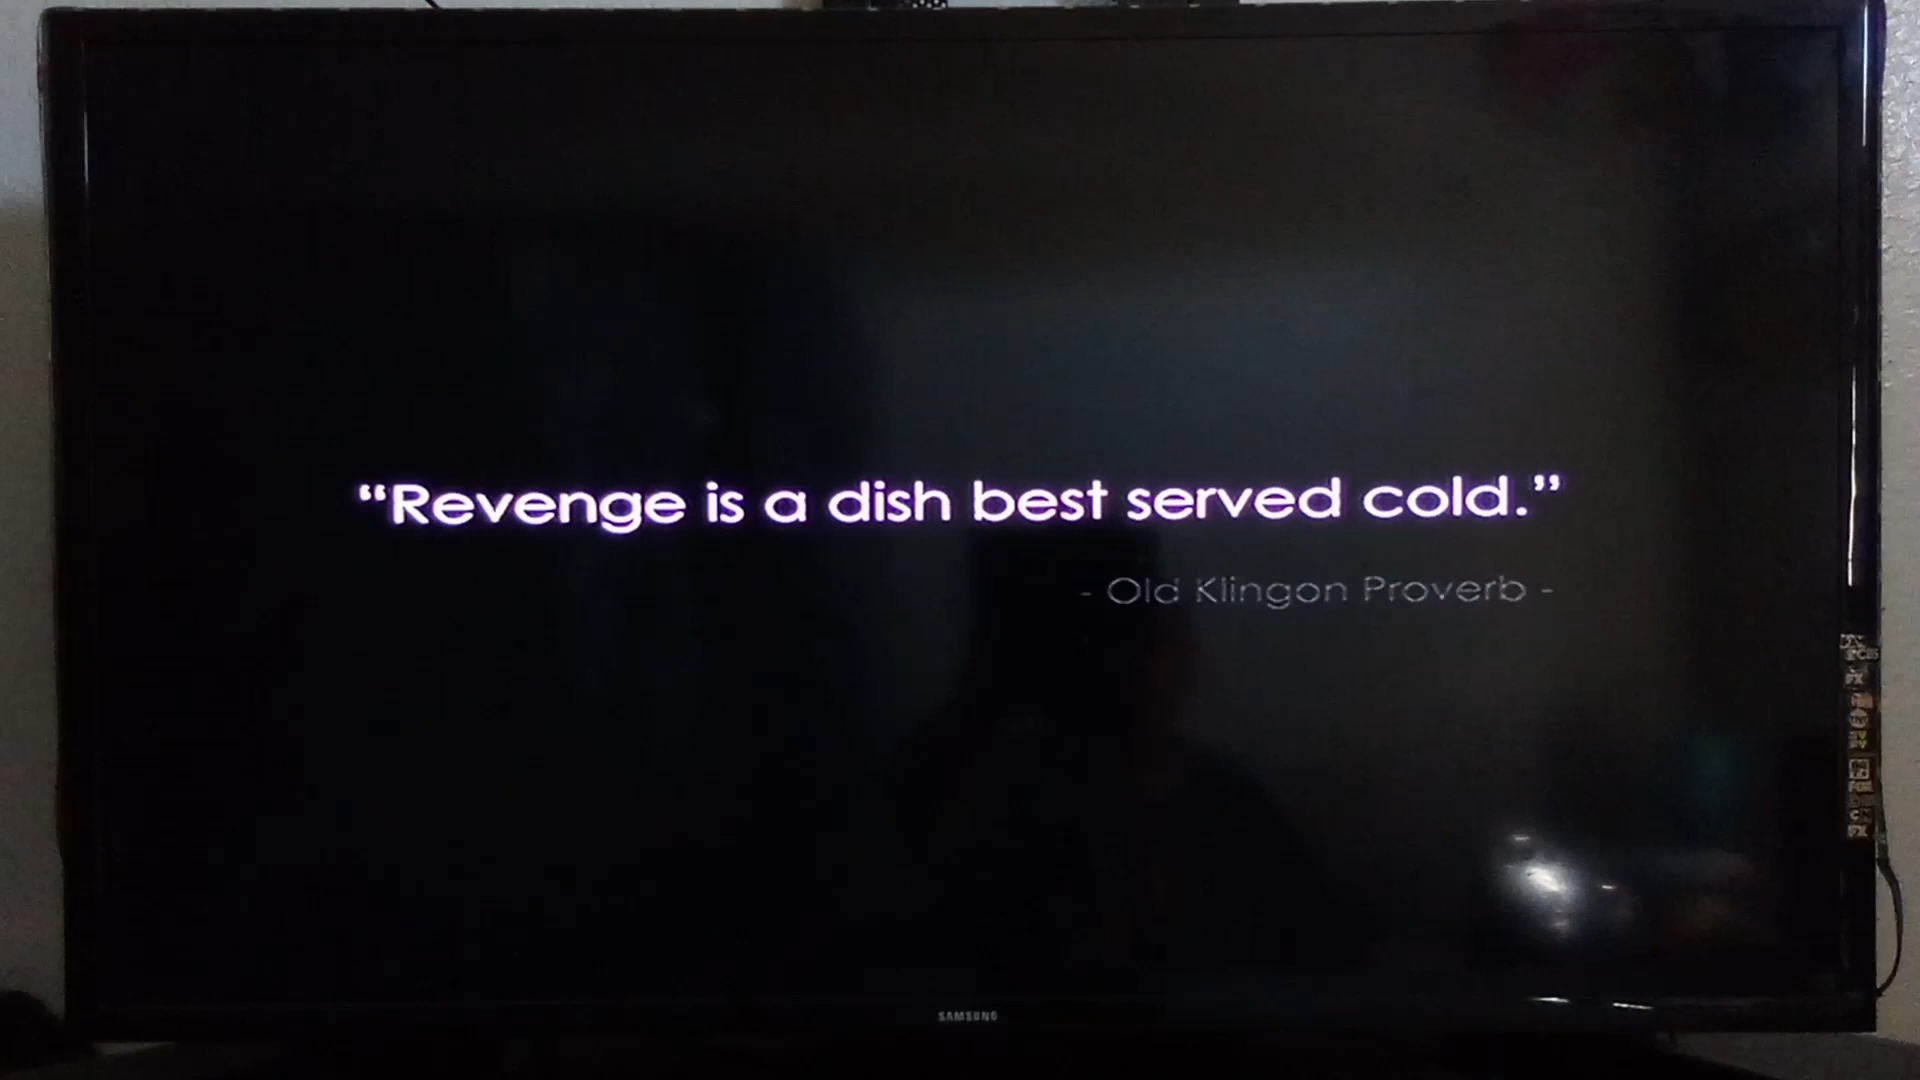 “Revenge is a dish best served cold.”
- Old Klingon Proverb -
SAMSUNG